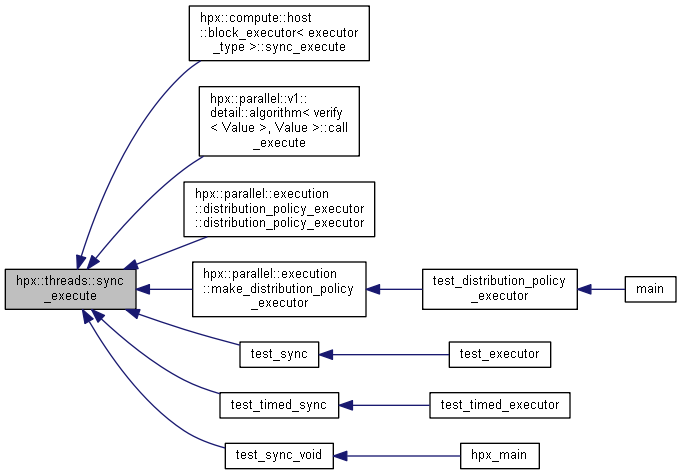 hpx::compute::host
::block_executor< executor
_type >::sync_execute
hpx::parallel::v1::
detail::algorithm< verify
< Value >, Value >::call
_execute
hpx::parallel::execution
::distribution_policy_executor
::distribution_policy_executor
hpx::threads::sync
_execute
hpx::parallel::execution
::make_distribution_policy
_executor
test_distribution_policy
_executor
main
test_sync
test_executor
test_timed_sync
test_timed_executor
test_sync_void
hpx_main